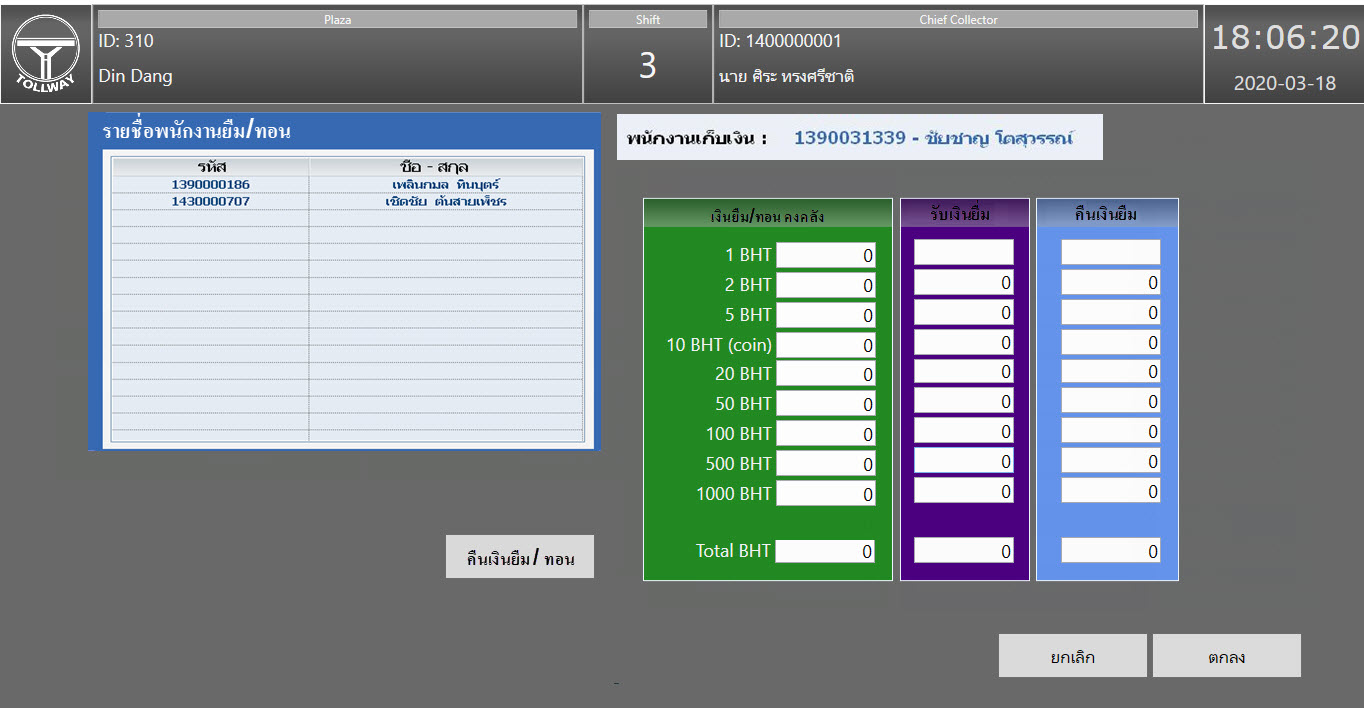 TOLLWAY
Plaza
ID: 310
Din Dang
Shift
3
Chief Collector
ID: 1400000001
นาย ศิระ ทรงศรีชาติ
18:06:20
2020-03-18
รายชื่อพนักงานยืม/ทอน
รหัส ชื่อ - สกุล
1390000186 เพลินกมล ทินบุตร์
1430000707 เชิดชัย ต้นสายเพ็ชร
คืนเงินยืม / ทอน
พนักงานเก็บเงิน : 1390031339 - ชัยชาญ โตสุวรรณ์
เงินยืม/ทอน คงคลัง รับเงินยืม คืนเงินยืม
1 BHT 0
2 BHT 0 0 0
5 BHT 0 0 0
10 BHT (coin) 0 0 0
20 BHT 0 0 0
50 BHT 0 0 0
100 BHT 0 0 0
500 BHT 0 0 0
1000 BHT 0 0 0
Total BHT 0 0 0
ยกเลิก ตกลง